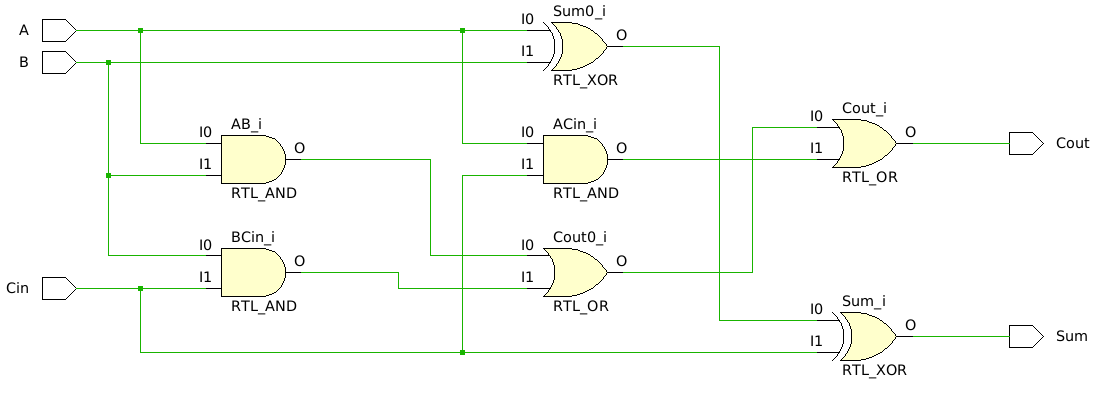 Sum0_i
A
I0
O
B
I1
RTL_XOR
Cout_i
I0
O
Cout
I1
RTL_OR
AB_i
I0
O
I1
RTL_AND
ACin_i
I0
O
I1
RTL_AND
BCin_i
I0
O
Cin
I1
RTL_AND
Cout0_i
I0
O
I1
RTL_OR
Sum_i
I0
O
Sum
I1
RTL_XOR